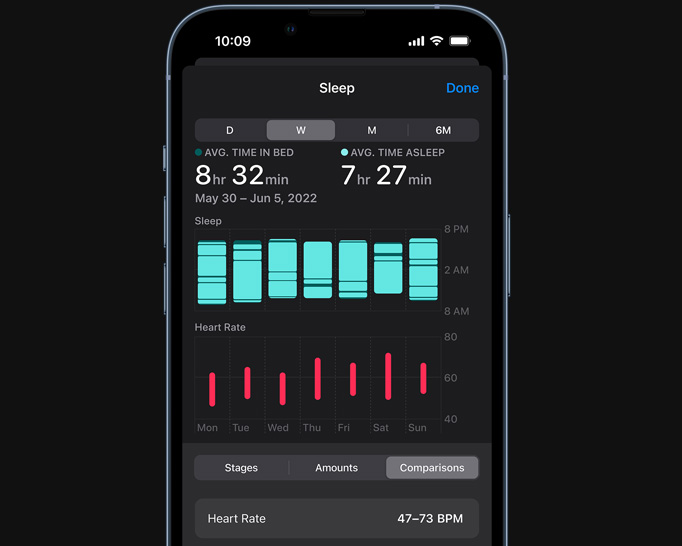 10:09
Sleep
Done
D W M 6M
AVG. TIME IN BED AVG. TIME ASLEEP
8hr 32min 7hr 27min
May 30 – Jun 5, 2022
Sleep
8 PM
2 AM
8 AM
Heart Rate
80
60
40
Mon Tue Wed Thu Fri Sat Sun
Stages Amounts Comparisons
Heart Rate 47–73 BPM